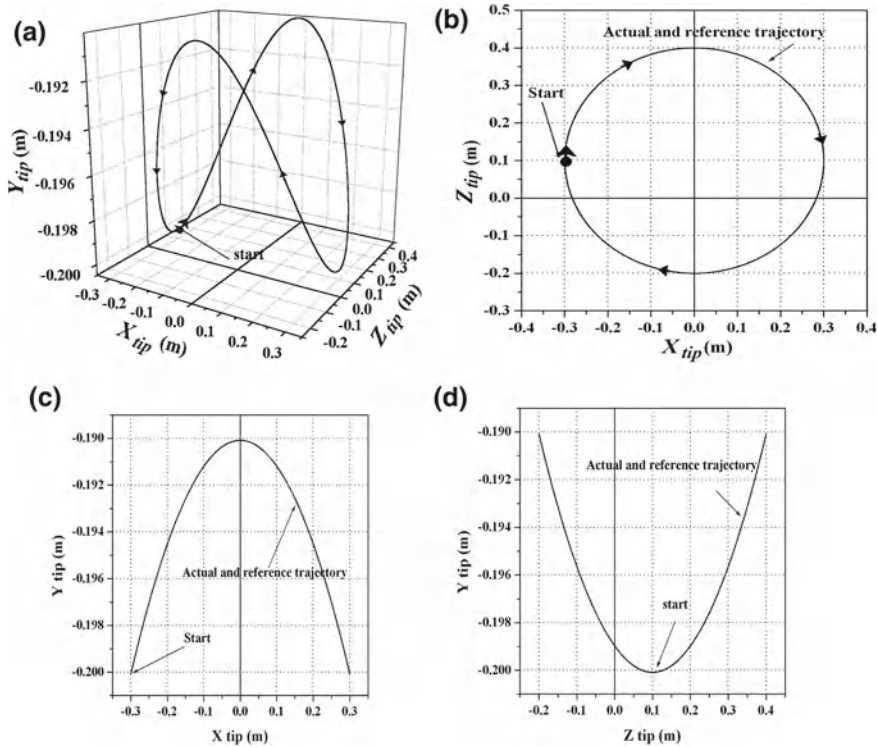 (a)
-0.192
-0.194
-0.196
-0.198
-0.200
Y tip (m)
start
-0.3
-0.2
-0.1
0.0
0.1
0.2
0.3
X tip (m)
0.4
0.3
0.2
0.1
0.0
-0.1
-0.2
Z tip (m)
(b)
Actual and reference trajectory
0.5
0.4
0.3
0.2
0.1
0.0
-0.1
-0.2
-0.3
Z tip (m)
Start
-0.4 -0.3 -0.2 -0.1 0.0 0.1 0.2 0.3 0.4
X tip (m)
(c)
-0.190
-0.192
-0.194
-0.196
-0.198
-0.200
Y tip (m)
Actual and reference trajectory
Start
-0.3 -0.2 -0.1 0.0 0.1 0.2 0.3
X tip (m)
(d)
-0.190
-0.192
-0.194
-0.196
-0.198
-0.200
Y tip (m)
Actual and reference trajectory
start
-0.2 -0.1 0.0 0.1 0.2 0.3 0.4
Z tip (m)